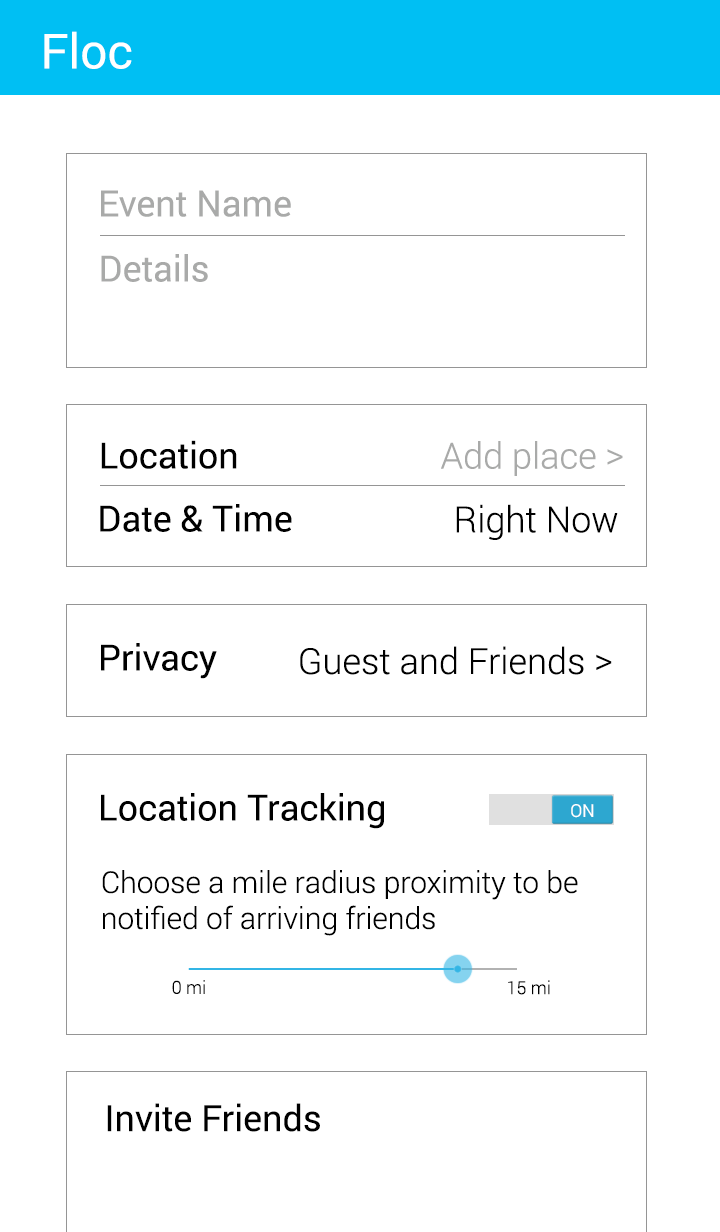 Floc
Event Name
Details
Location Add place >
Date & Time Right Now
Privacy Guest and Friends >
Location Tracking ON
Choose a mile radius proximity to be
notified of arriving friends
0 mi 15 mi
Invite Friends